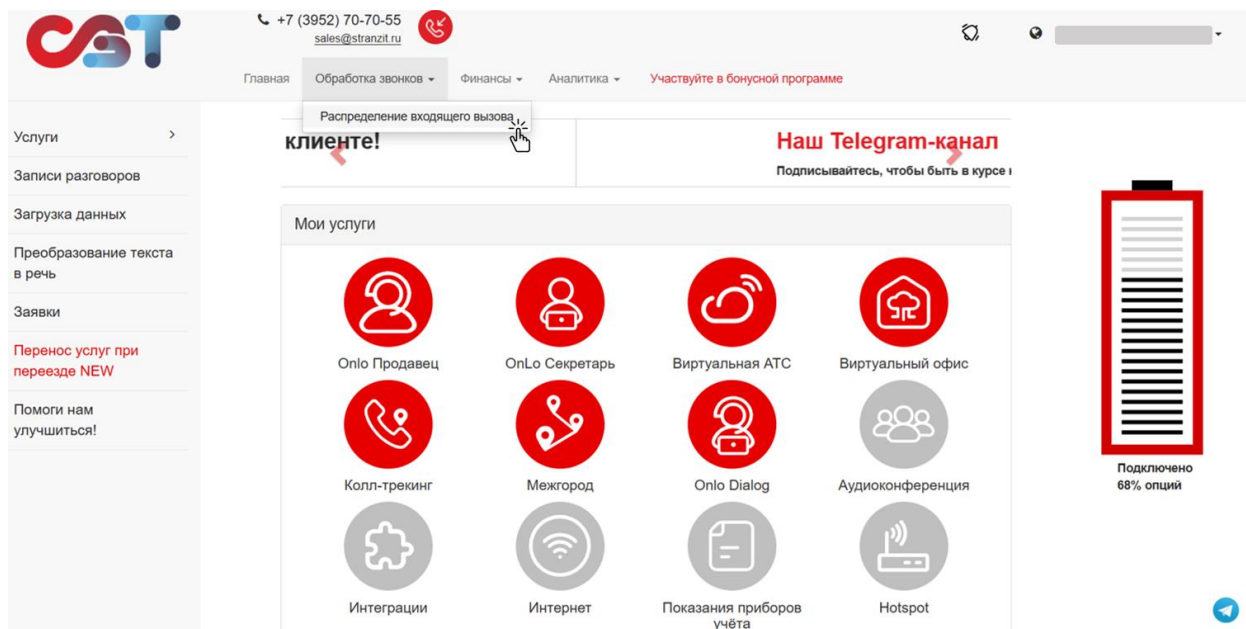 CST
+7 (3952) 70-70-55
sales@stranzit.ru
Главная Обработка звонков Финансы Аналитика Участвуйте в бонусной программе
Распределение входящего вызова
Услуги
Записи разговоров
Загрузка данных
Преобразование текста
в речь
Заявки
Перенос услуг при
переезде NEW
Помоги нам
улучшиться!
клиенте!
Наш Telegram-канал
Подписывайтесь, чтобы быть в курсе
Мои услуги
Onlo Продавец OnLo Секретарь Виртуальная АТС Виртуальный офис
Колл-трекинг Межгород Onlo Dialog Аудиоконференция
Интеграции Интернет Показания приборов
учёта
Hotspot
Подключено
68% опций